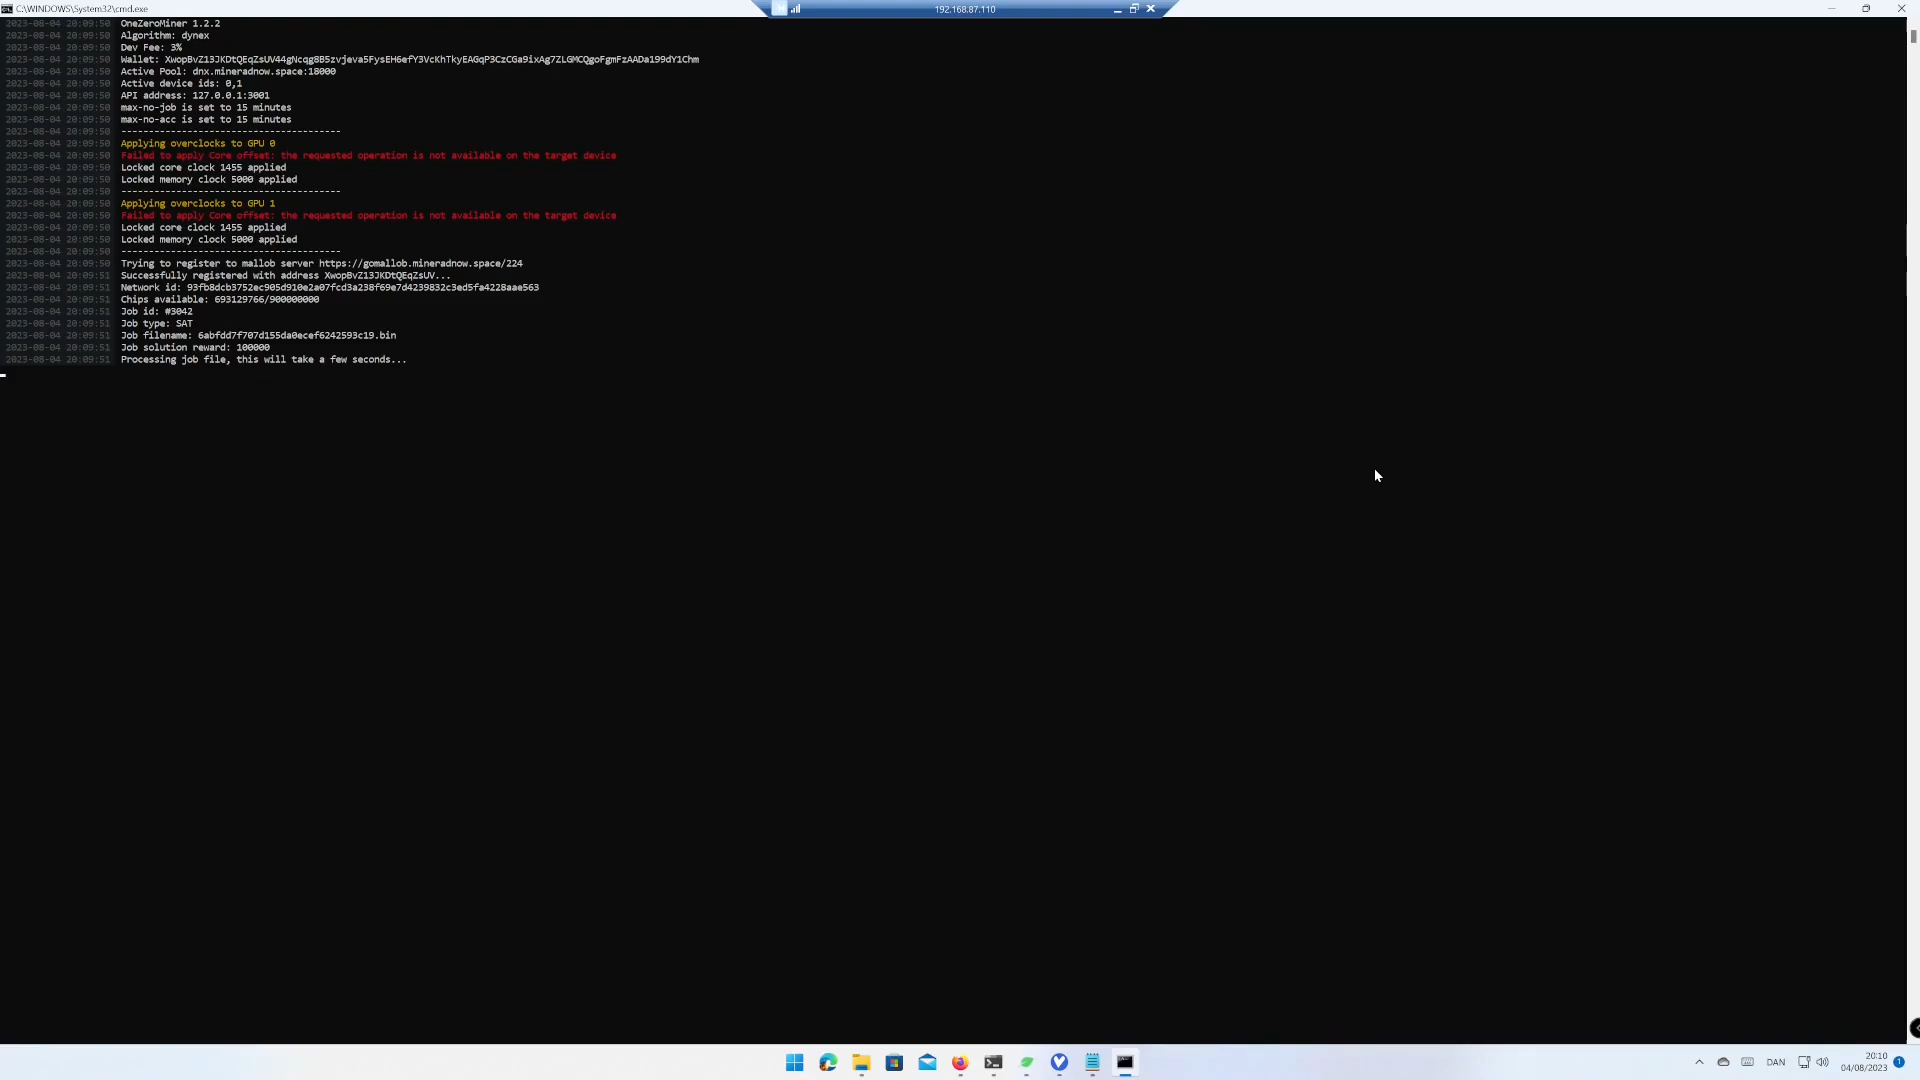 C:\WINDOWS\System32\cmd.exe
192.168.87.110
2023-08-04 20:09:50 OneZeroMiner 1.2.2
2023-08-04 20:09:50 Algorithm: dynex
2023-08-04 20:09:50 Dev Fee: 3%
2023-08-04 20:09:50 Wallet: XwopBvZ13JKDtQEqZsUV44gNcqg8B5zvjeva5FysEH6efY3VcKhTkyEAGqP3CzCGa9ixAg7ZLGMCQgoFgmFzAADa199dY1Chm
2023-08-04 20:09:50 Active Pool: dnx.mineradnow.space:18000
2023-08-04 20:09:50 Active device ids: 0,1
2023-08-04 20:09:50 API address: 127.0.0.1:3001
2023-08-04 20:09:50 max-no-job is set to 15 minutes
2023-08-04 20:09:50 max-no-acc is set to 15 minutes
2023-08-04 20:09:50 ----------------------------------------
2023-08-04 20:09:50 Applying overclocks to GPU 0
2023-08-04 20:09:50 Failed to apply Core offset: the requested operation is not available on the target device
2023-08-04 20:09:50 Locked core clock 1455 applied
2023-08-04 20:09:50 Locked memory clock 5000 applied
2023-08-04 20:09:50 ----------------------------------------
2023-08-04 20:09:50 Applying overclocks to GPU 1
2023-08-04 20:09:50 Failed to apply Core offset: the requested operation is not available on the target device
2023-08-04 20:09:50 Locked core clock 1455 applied
2023-08-04 20:09:50 Locked memory clock 5000 applied
2023-08-04 20:09:50 ----------------------------------------
2023-08-04 20:09:50 Trying to register to mallob server https://gomallob.mineradnow.space/224
2023-08-04 20:09:51 Successfully registered with address XwopBvZ13JKDtQEqZsUV...
2023-08-04 20:09:51 Network id: 93fb8dcb3752ec905d910e2a07fcd3a238f69e7d4239832c3ed5fa4228aae563
2023-08-04 20:09:51 Chips available: 693129766/900000000
2023-08-04 20:09:51 Job id: #3042
2023-08-04 20:09:51 Job type: SAT
2023-08-04 20:09:51 Job filename: 6abfdd7f707d155da0ecef6242593c19.bin
2023-08-04 20:09:51 Job solution reward: 100000
2023-08-04 20:09:51 Processing job file, this will take a few seconds...
DAN
20:10
04/08/2023
1